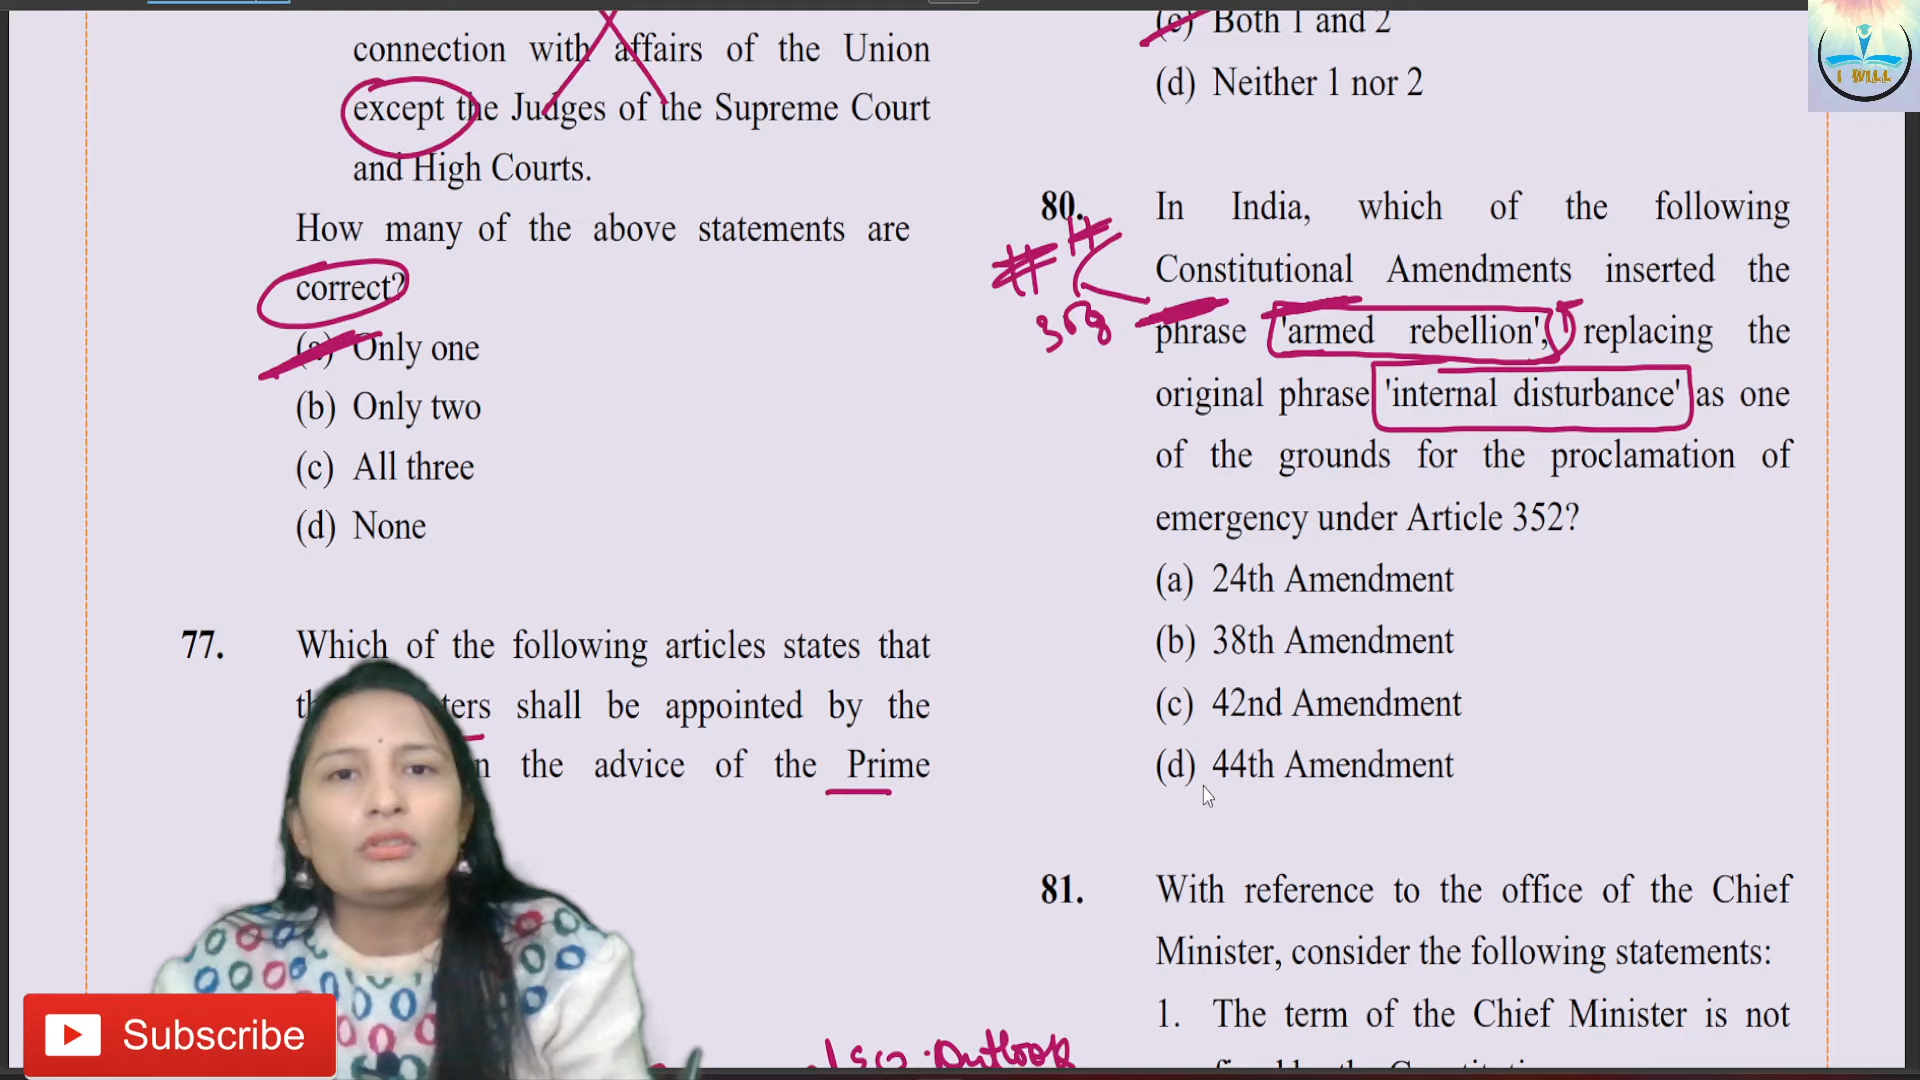 connection with affairs of the Union
except the Judges of the Supreme Court
and High Courts.
How many of the above statements are
correct?
(a) Only one
(b) Only two
(c) All three
(d) None
77. Which of the following articles states that
shall be appointed by the
the advice of the Prime
(c) Both 1 and 2
(d) Neither 1 nor 2
80. In India, which of the following
Constitutional Amendments inserted the
phrase 'armed rebellion', replacing the
original phrase 'internal disturbance' as one
of the grounds for the proclamation of
emergency under Article 352?
(a) 24th Amendment
(b) 38th Amendment
(c) 42nd Amendment
(d) 44th Amendment
81. With reference to the office of the Chief
Minister, consider the following statements:
1. The term of the Chief Minister is not
I WILL
Subscribe